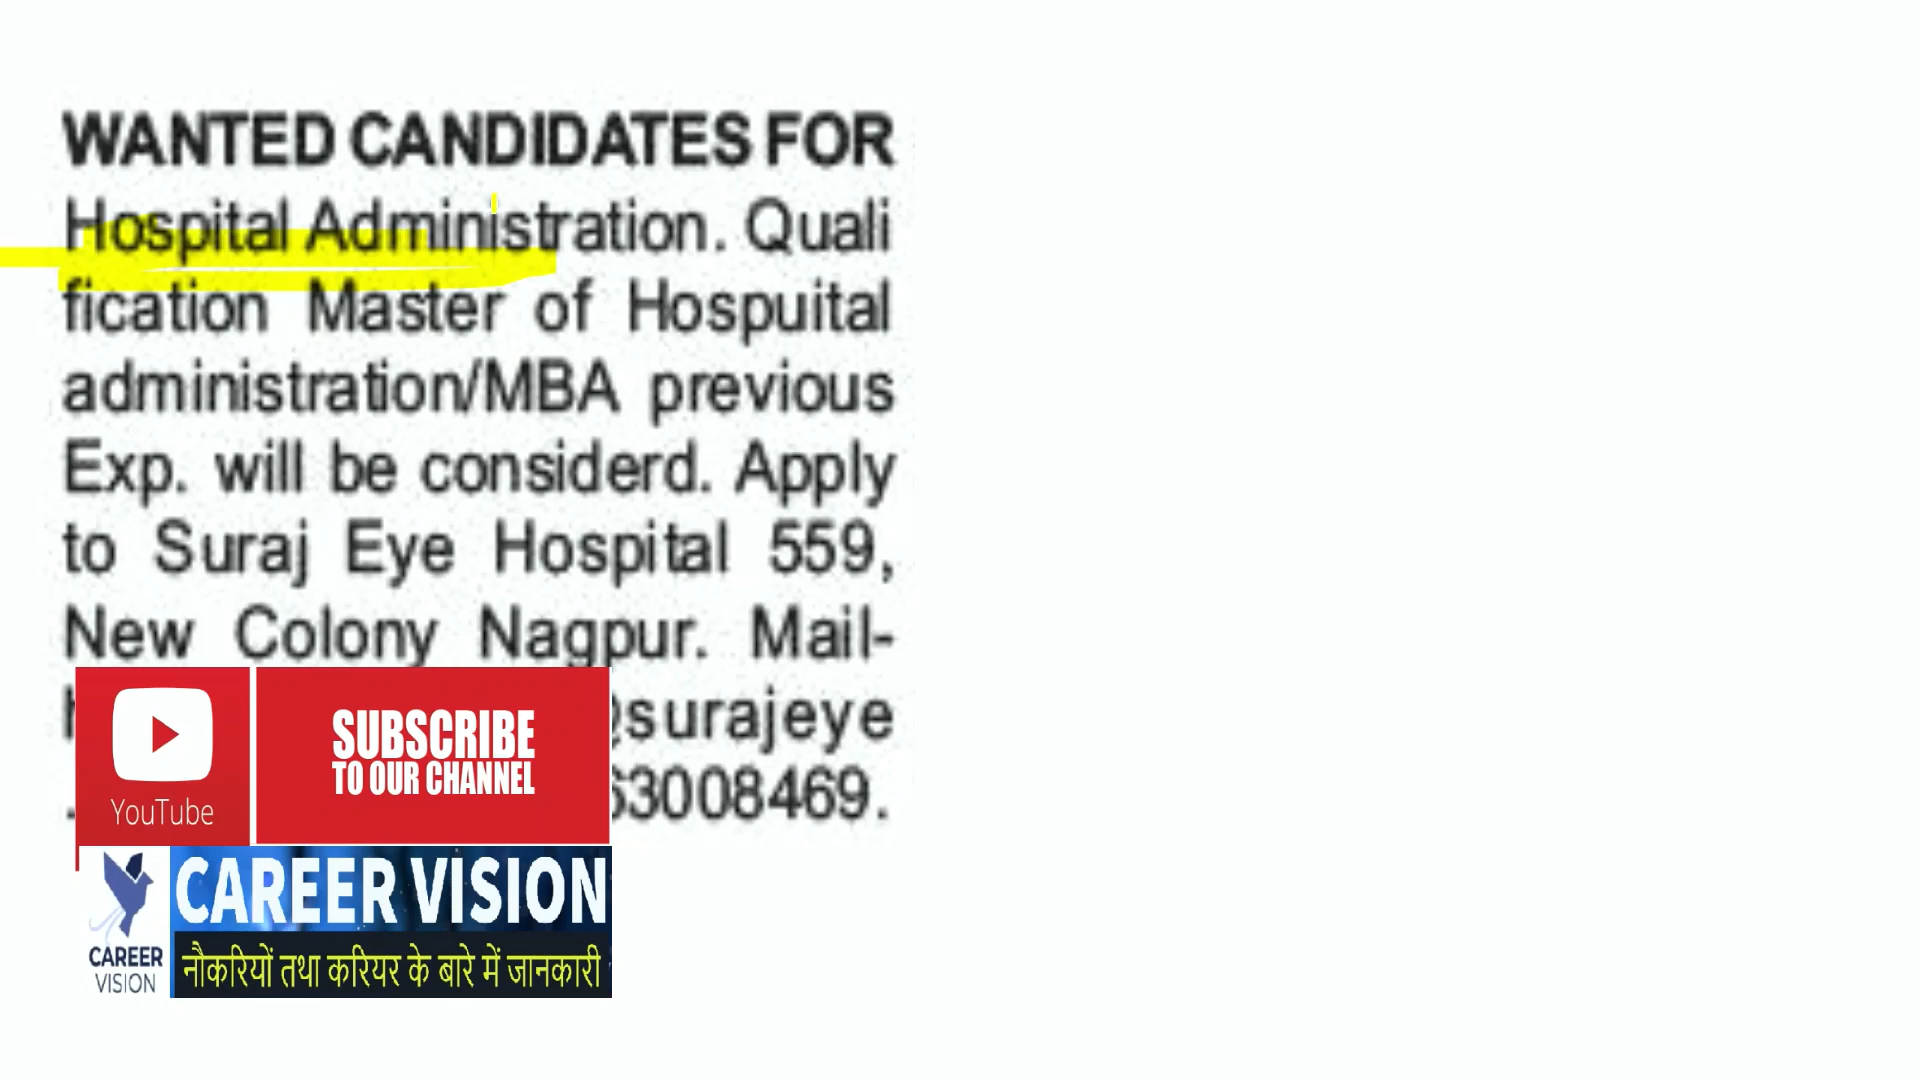 WANTED CANDIDATES FOR
Hospital Administration. Quali
fication Master of Hospuital
administration/MBA previous
Exp. will be considerd. Apply
to Suraj Eye Hospital 559,
New Colony Nagpur. Mail-
@surajeye
63008469.
YouTube
SUBSCRIBE
TO OUR CHANNEL
CAREER VISION
CAREER
VISION
नौकरियों तथा करियर के बारे में जानकारी